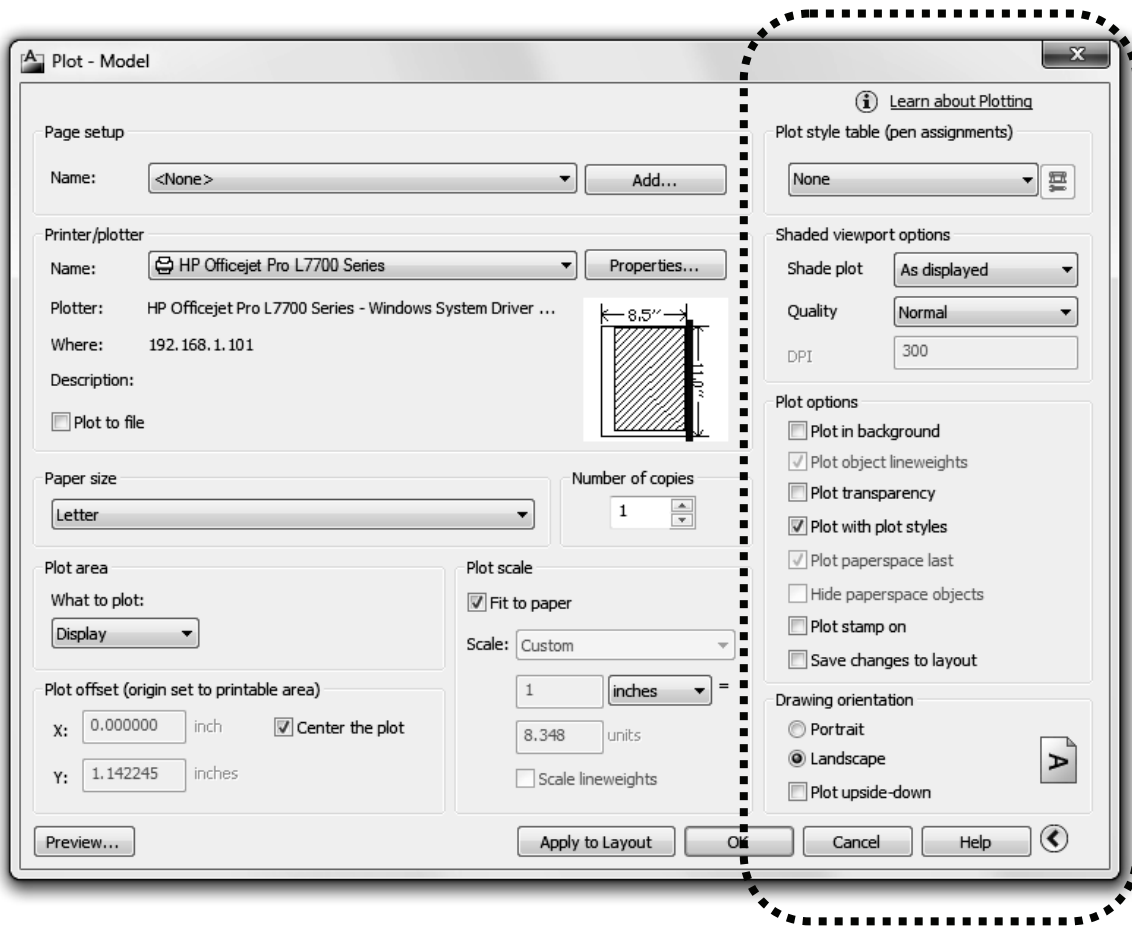 Plot - Model
X
Learn about Plotting
Page setup
Name: <None> Add...
Printer/plotter
Name: HP Officejet Pro L7700 Series Properties...
Plotter: HP Officejet Pro L7700 Series - Windows System Driver ...
Where: 192.168.1.101
Description:
Plot to file
8.5″
11.0″
Paper size
Letter
Number of copies
1
Plot area
What to plot:
Display
Plot offset (origin set to printable area)
X: 0.000000 inch Center the plot
Y: 1.142245 inches
Plot scale
Fit to paper
Scale: Custom
1 inches =
8.348 units
Scale lineweights
Plot style table (pen assignments)
None
Shaded viewport options
Shade plot As displayed
Quality Normal
DPI 300
Plot options
Plot in background
Plot object lineweights
Plot transparency
Plot with plot styles
Plot paperspace last
Hide paperspace objects
Plot stamp on
Save changes to layout
Drawing orientation
Portrait
Landscape
A
Plot upside-down
Preview... Apply to Layout OK Cancel Help